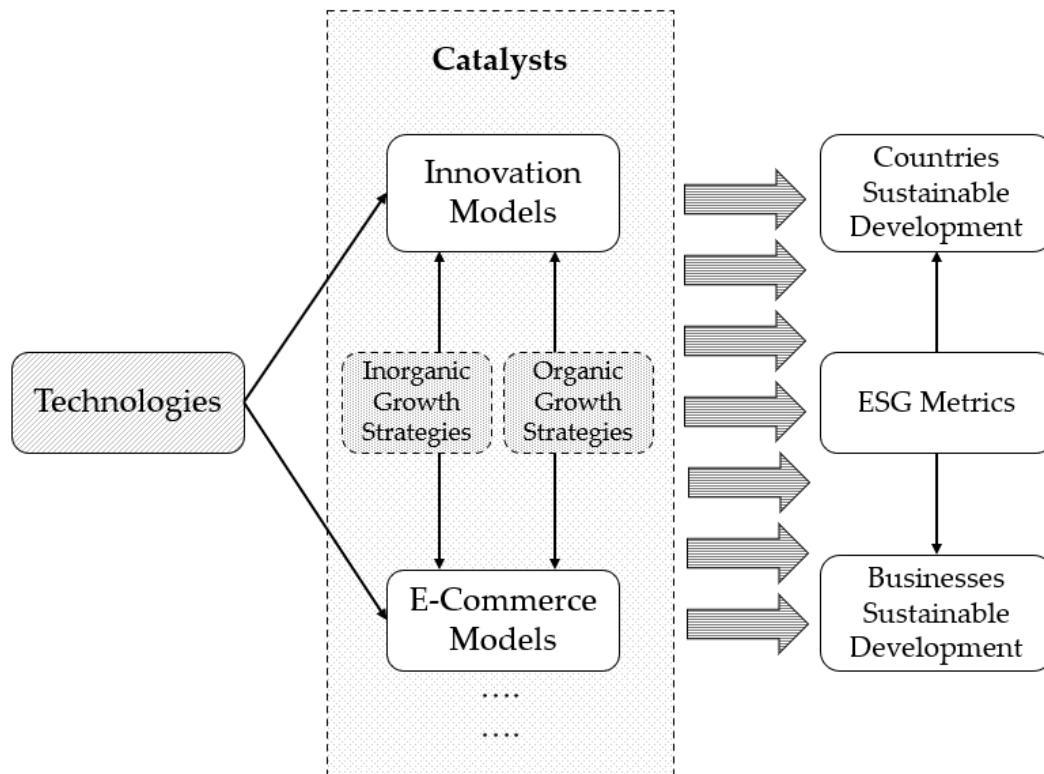 Catalysts
Innovation
Models
Countries
Sustainable
Development
Technologies
Inorganic
Growth
Strategies
Organic
Growth
Strategies
ESG Metrics
E-Commerce
Models
Businesses
Sustainable
Development
....
....